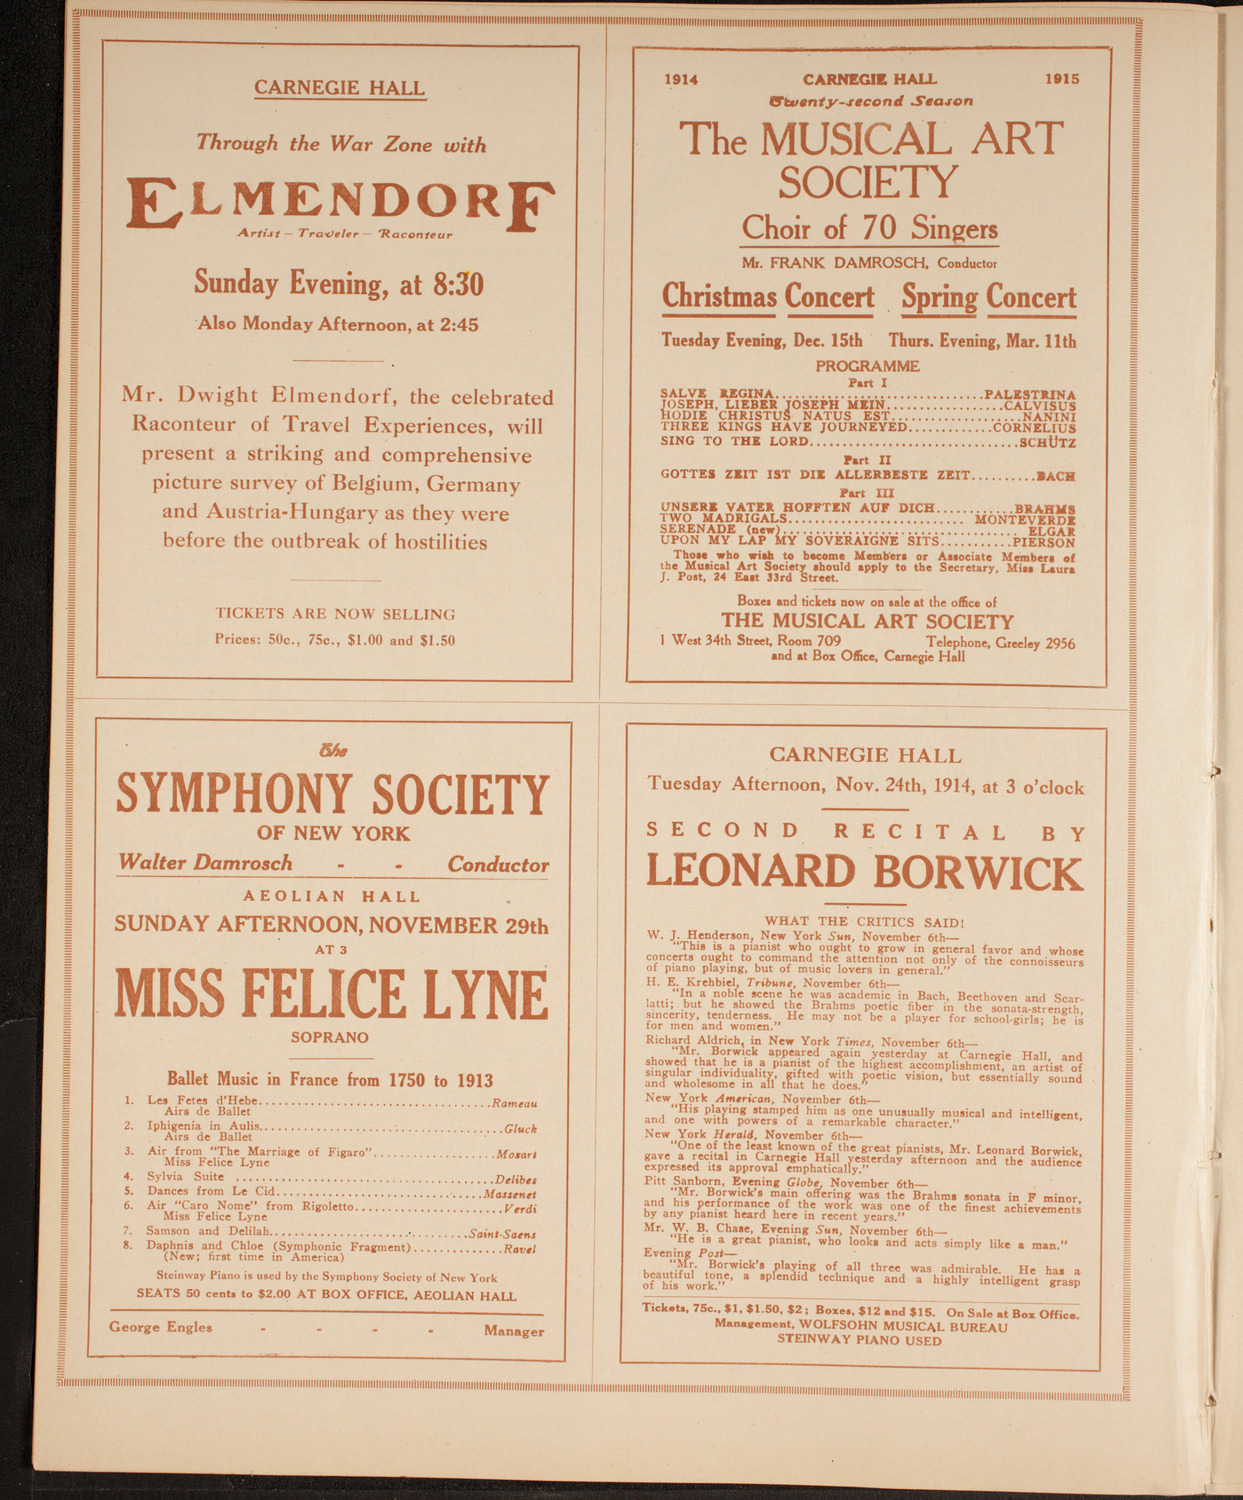 CARNEGIE HALL
Through the War Zone with
ELMENDORF
Artist — Traveler — Raconteur
Sunday Evening, at 8:30
Also Monday Afternoon, at 2:45
Mr. Dwight Elmendorf, the celebrated
Raconteur of Travel Experiences, will
present a striking and comprehensive
picture survey of Belgium, Germany
and Austria-Hungary as they were
before the outbreak of hostilities
TICKETS ARE NOW SELLING
Prices: 50c., 75c., $1.00 and $1.50
1914 CARNEGIE HALL 1915
Twenty-second Season
The MUSICAL ART
SOCIETY
Choir of 70 Singers
Mr. FRANK DAMROSCH, Conductor
Christmas Concert Spring Concert
Tuesday Evening, Dec. 15th Thurs. Evening, Mar. 11th
PROGRAMME
Part I
SALVE REGINA..............................PALESTRINA
JOSEPH, LIEBER JOSEPH MEIN.................CALVISUS
HODIE CHRISTUS NATUS EST...................NANINI
THREE KINGS HAVE JOURNEYED............CORNELIUS
SING TO THE LORD..............................SCHÜTZ
Part II
GOTTES ZEIT IST DIE ALLERBESTE ZEIT..........BACH
Part III
UNSERE VATER HOFFTEN AUF DICH............BRAHMS
TWO MADRIGALS.......................... MONTEVERDE
SERENADE (new)................................... ELGAR
UPON MY LAP MY SOVERAIGNE SITS..........PIERSON
Those who wish to become Members or Associate Members of
the Musical Art Society should apply to the Secretary, Miss Laura
J. Post, 24 East 33rd Street.
Boxes and tickets now on sale at the office of
THE MUSICAL ART SOCIETY
1 West 34th Street, Room 709 Telephone, Greeley 2956
and at Box Office, Carnegie Hall
The
SYMPHONY SOCIETY
OF NEW YORK
Walter Damrosch - - Conductor
AEOLIAN HALL
SUNDAY AFTERNOON, NOVEMBER 29th
AT 3
MISS FELICE LYNE
SOPRANO
Ballet Music in France from 1750 to 1913
1. Les Fetes d'Hebe..................................Rameau
Airs de Ballet
2. Iphigenia in Aulis...................................Gluck
Airs de Ballet
3. Air from "The Marriage of Figaro"..................Mozart
Miss Felice Lyne
4. Sylvia Suite .....................................Delibes
5. Dances from Le Cid..............................Massenet
6. Air "Caro Nome" from Rigoletto.....................Verdi
Miss Felice Lyne
7. Samson and Delilah.............................Saint-Saens
8. Daphnis and Chloe (Symphonic Fragment).............Ravel
(New; first time in America)
Steinway Piano is used by the Symphony Society of New York
SEATS 50 cents to $2.00 AT BOX OFFICE, AEOLIAN HALL
George Engles - - - - Manager
CARNEGIE HALL
Tuesday Afternoon, Nov. 24th, 1914, at 3 o'clock
SECOND RECITAL BY
LEONARD BORWICK
WHAT THE CRITICS SAID!
W. J. Henderson, New York Sun, November 6th—
"This is a pianist who ought to grow in general favor and whose
concerts ought to command the attention not only of the connoisseurs
of piano playing, but of music lovers in general."
H. E. Krehbiel, Tribune, November 6th—
"In a noble scene he was academic in Bach, Beethoven and Scar-
latti; but he showed the Brahms poetic fiber in the sonata-strength,
sincerity, tenderness. He may not be a player for school-girls; he is
for men and women."
Richard Aldrich, in New York Times, November 6th—
"Mr. Borwick appeared again yesterday at Carnegie Hall, and
showed that he is a pianist of the highest accomplishment, an artist of
singular individuality, gifted with poetic vision, but essentially sound
and wholesome in all that he does."
New York American, November 6th—
"His playing stamped him as one unusually musical and intelligent,
and one with powers of a remarkable character."
New York Herald, November 6th—
"One of the least known of the great pianists, Mr. Leonard Borwick,
gave a recital in Carnegie Hall yesterday afternoon and the audience
expressed its approval emphatically."
Pitt Sanborn, Evening Globe, November 6th—
"Mr. Borwick's main offering was the Brahms sonata in F minor,
and his performance of the work was one of the finest achievements
by any pianist heard here in recent years."
Mr. W. B. Chase, Evening Sun, November 6th—
"He is a great pianist, who looks and acts simply like a man."
Evening Post—
"Mr. Borwick's playing of all three was admirable. He has a
beautiful tone, a splendid technique and a highly intelligent grasp
of his work."
Tickets, 75c., $1, $1.50, $2; Boxes, $12 and $15. On Sale at Box Office.
Management, WOLFSOHN MUSICAL BUREAU
STEINWAY PIANO USED